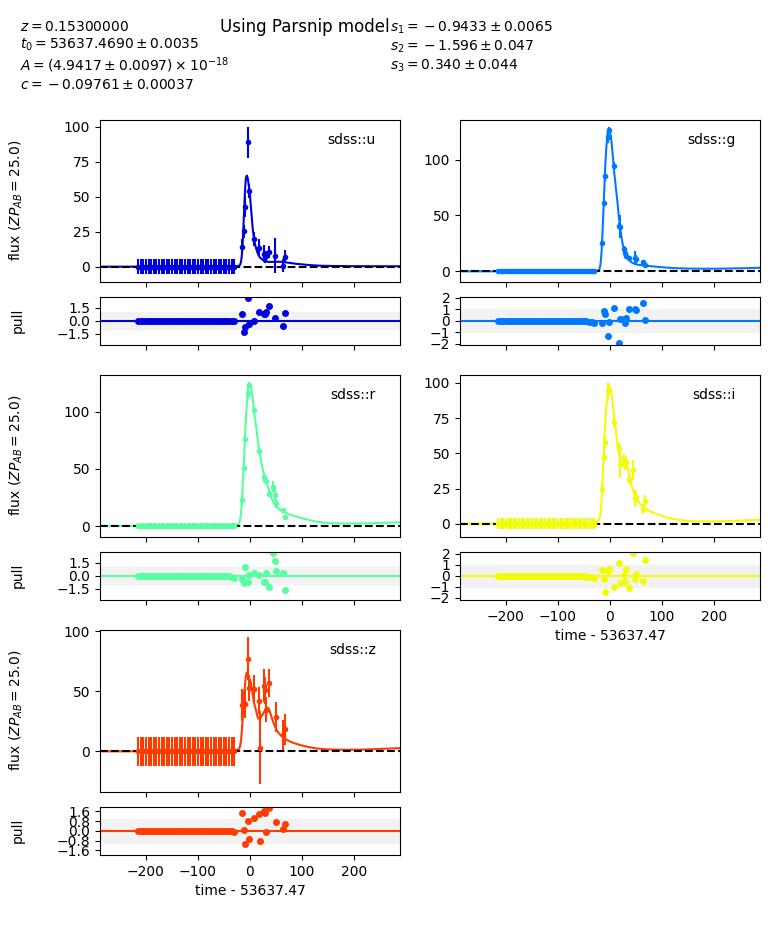 Using Parsnip model
z = 0.15300000
t₀ = 53637.4690 ± 0.0035
A = (4.9417 ± 0.0097) × 10⁻¹⁸
c = −0.09761 ± 0.00037
s₁ = −0.9433 ± 0.0065
s₂ = −1.596 ± 0.047
s₃ = 0.340 ± 0.044
flux (ZP_AB = 25.0)
100
75
50
25
0
sdss::u
100
50
0
sdss::g
pull
1.5
0.0
−1.5
2
1
0
−1
−2
flux (ZP_AB = 25.0)
100
50
0
sdss::r
100
75
50
25
0
sdss::i
pull
1.5
0.0
−1.5
2
1
0
−1
−2
−200 −100 0 100 200
time - 53637.47
flux (ZP_AB = 25.0)
100
50
0
sdss::z
pull
1.6
0.8
0.0
−0.8
−1.6
−200 −100 0 100 200
time - 53637.47